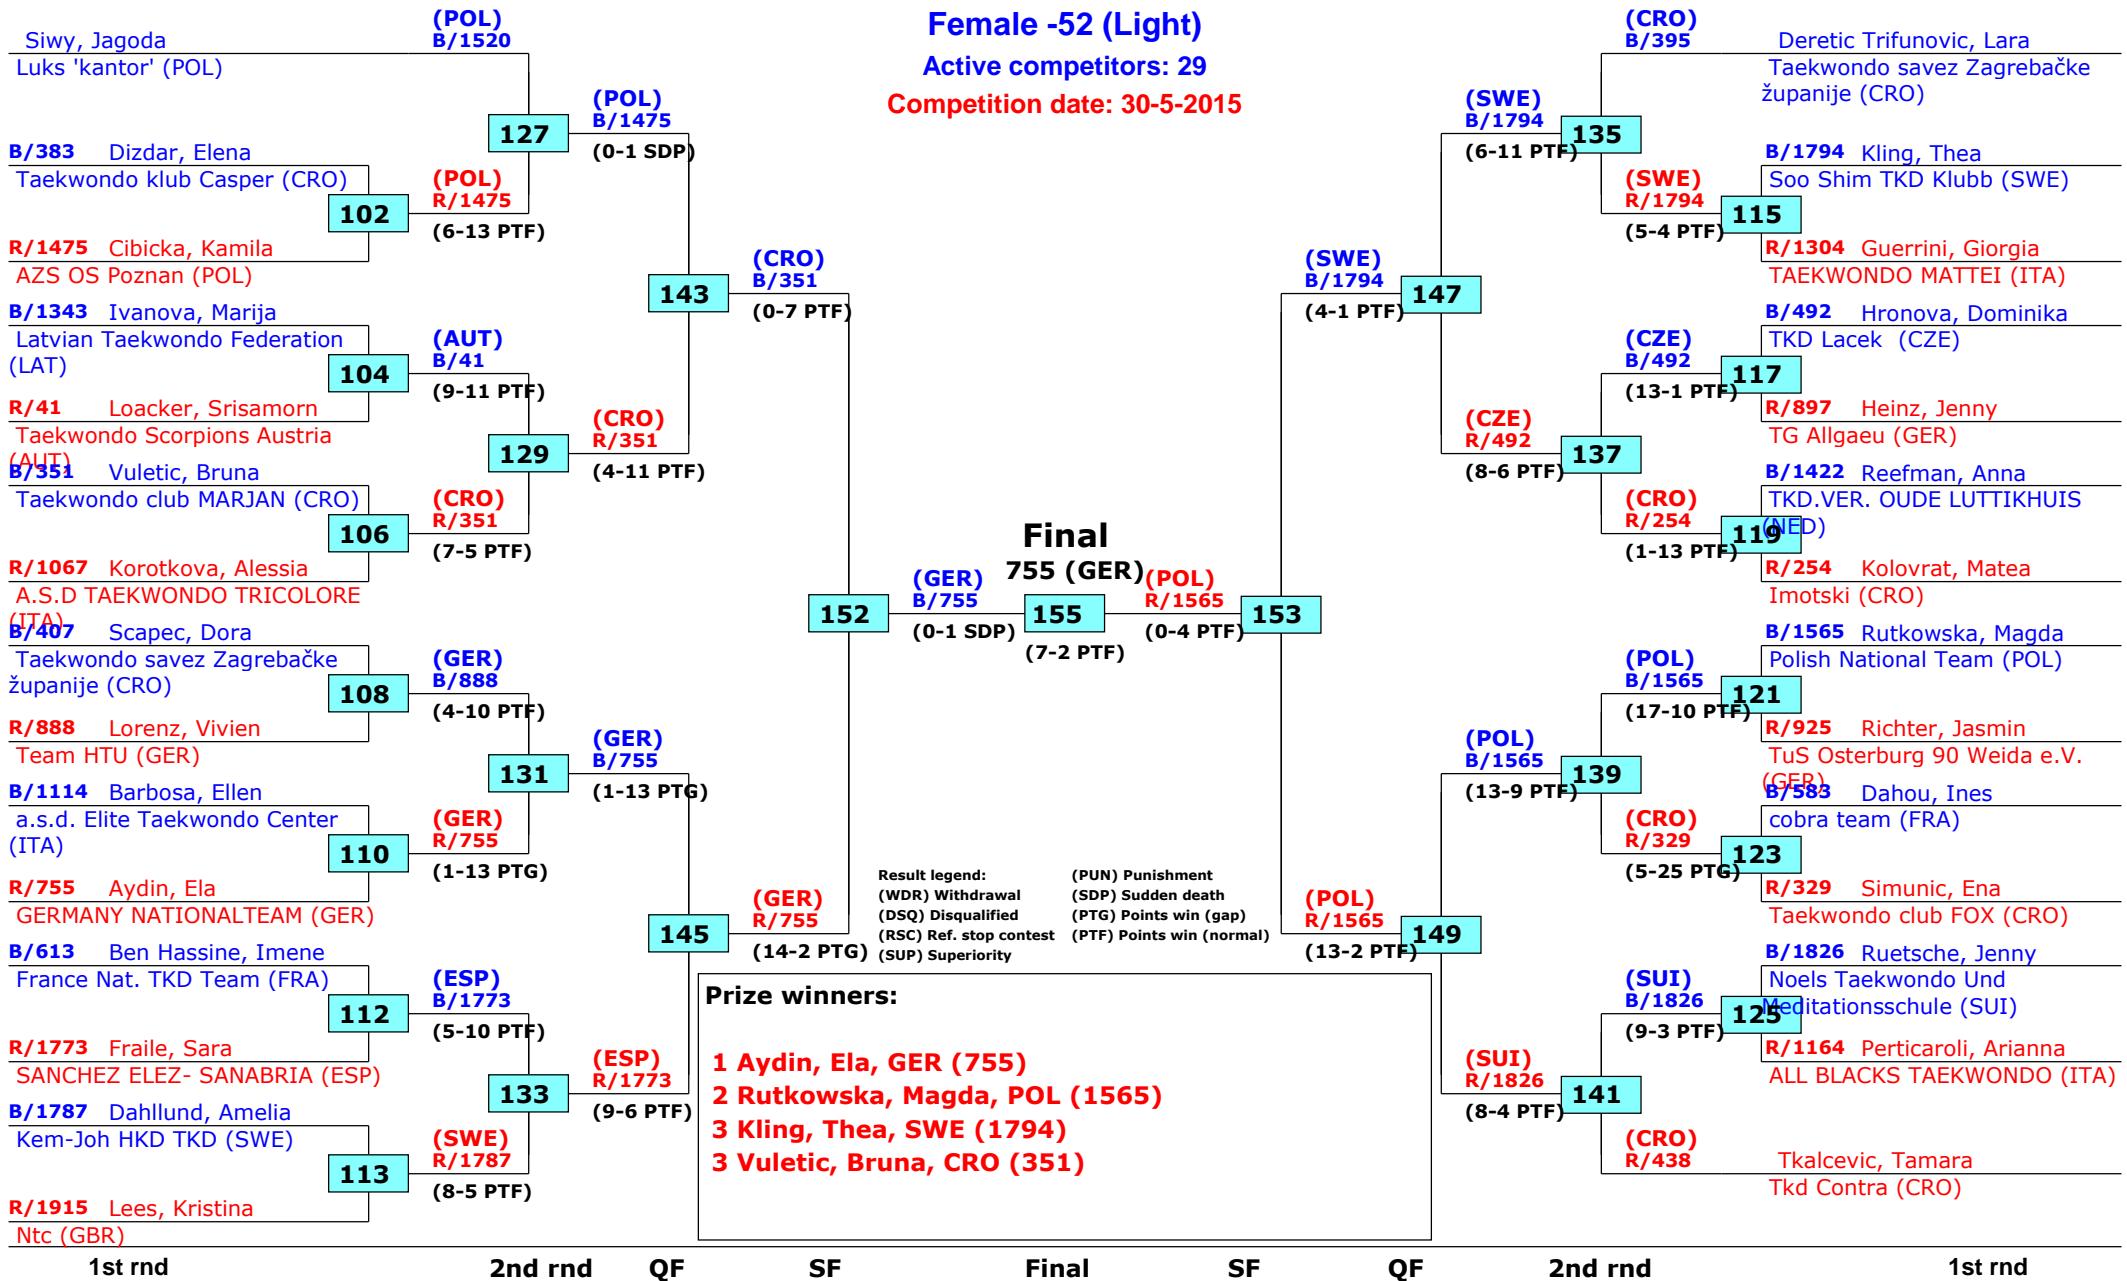 Female -52 (Light)
Active competitors: 29
Competition date: 30-5-2015
Siwy, Jagoda
Luks 'kantor' (POL)
B/383 Dizdar, Elena
Taekwondo klub Casper (CRO)
102
R/1475 Cibicka, Kamila
AZS OS Poznan (POL)
B/1343 Ivanova, Marija
Latvian Taekwondo Federation
(LAT)
104
R/41 Loacker, Srisamorn
Taekwondo Scorpions Austria
(AUT)
B/351 Vuletic, Bruna
Taekwondo club MARJAN (CRO)
106
R/1067 Korotkova, Alessia
A.S.D TAEKWONDO TRICOLORE
(ITA)
B/407 Scapec, Dora
Taekwondo savez Zagrebačke
županije (CRO)
108
R/888 Lorenz, Vivien
Team HTU (GER)
B/1114 Barbosa, Ellen
a.s.d. Elite Taekwondo Center
(ITA)
110
R/755 Aydin, Ela
GERMANY NATIONALTEAM (GER)
B/613 Ben Hassine, Imene
France Nat. TKD Team (FRA)
112
R/1773 Fraile, Sara
SANCHEZ ELEZ- SANABRIA (ESP)
B/1787 Dahllund, Amelia
Kem-Joh HKD TKD (SWE)
113
R/1915 Lees, Kristina
Ntc (GBR)
(POL)
B/1520
127
(POL)
R/1475
(6-13 PTF)
(AUT)
B/41
(9-11 PTF)
129
(CRO)
R/351
(7-5 PTF)
(GER)
B/888
(4-10 PTF)
131
(GER)
R/755
(1-13 PTG)
(ESP)
B/1773
(5-10 PTF)
133
(SWE)
R/1787
(8-5 PTF)
(POL)
B/1475
(0-1 SDP)
143
(CRO)
R/351
(4-11 PTF)
(GER)
B/755
(1-13 PTG)
145
(ESP)
R/1773
(9-6 PTF)
(CRO)
B/351
(0-7 PTF)
152
(GER)
R/755
(14-2 PTG)
(GER)
B/755
(0-1 SDP)
Final
755 (GER)
155
(7-2 PTF)
(POL)
R/1565
(0-4 PTF)
153
(SWE)
B/1794
(4-1 PTF)
147
(POL)
R/1565
(13-2 PTF)
149
(SWE)
B/1794
(6-11 PTF)
135
(CZE)
R/492
(8-6 PTF)
137
(POL)
B/1565
(13-9 PTF)
139
(SUI)
R/1826
(8-4 PTF)
141
(CRO)
B/395
(SWE)
R/1794
(5-4 PTF)
115
(CZE)
B/492
(13-1 PTF)
117
(CRO)
R/254
(1-13 PTF)
119
(POL)
B/1565
(17-10 PTF)
121
(CRO)
R/329
(5-25 PTG)
123
(SUI)
B/1826
(9-3 PTF)
125
(CRO)
R/438
Deretic Trifunovic, Lara
Taekwondo savez Zagrebačke
županije (CRO)
B/1794 Kling, Thea
Soo Shim TKD Klubb (SWE)
R/1304 Guerrini, Giorgia
TAEKWONDO MATTEI (ITA)
B/492 Hronova, Dominika
TKD Lacek (CZE)
R/897 Heinz, Jenny
TG Allgaeu (GER)
B/1422 Reefman, Anna
TKD.VER. OUDE LUTTIKHUIS
(NED)
R/254 Kolovrat, Matea
Imotski (CRO)
B/1565 Rutkowska, Magda
Polish National Team (POL)
R/925 Richter, Jasmin
TuS Osterburg 90 Weida e.V.
(GER)
B/583 Dahou, Ines
cobra team (FRA)
R/329 Simunic, Ena
Taekwondo club FOX (CRO)
B/1826 Ruetsche, Jenny
Noels Taekwondo Und
Meditationsschule (SUI)
R/1164 Perticaroli, Arianna
ALL BLACKS TAEKWONDO (ITA)
Tkalcevic, Tamara
Tkd Contra (CRO)
Result legend: (PUN) Punishment
(WDR) Withdrawal (SDP) Sudden death
(DSQ) Disqualified (PTG) Points win (gap)
(RSC) Ref. stop contest (PTF) Points win (normal)
(SUP) Superiority
Prize winners:
1 Aydin, Ela, GER (755)
2 Rutkowska, Magda, POL (1565)
3 Kling, Thea, SWE (1794)
3 Vuletic, Bruna, CRO (351)
1st rnd 2nd rnd QF SF Final SF QF 2nd rnd 1st rnd